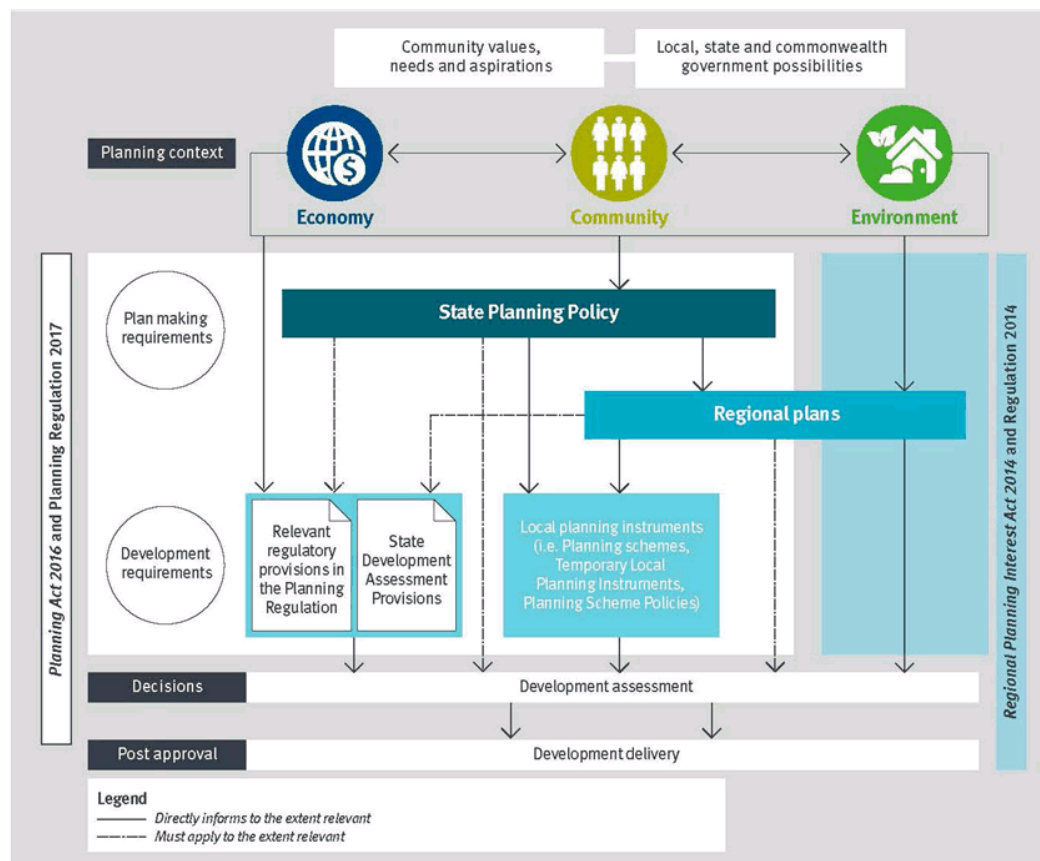 Community values,
needs and aspirations
Local, state and commonwealth
government possibilities
Planning context
$
Economy
Community
Environment
Planning Act 2016 and Planning Regulation 2017
Regional Planning Interest Act 2014 and Regulation 2014
Plan making
requirements
State Planning Policy
Regional plans
Development
requirements
Relevant
regulatory
provisions in
the Planning
Regulation
State
Development
Assessment
Provisions
Local planning instruments
(i.e. Planning schemes,
Temporary Local
Planning Instruments,
Planning Scheme Policies)
Decisions
Development assessment
Post approval
Development delivery
Legend
Directly informs to the extent relevant
Must apply to the extent relevant